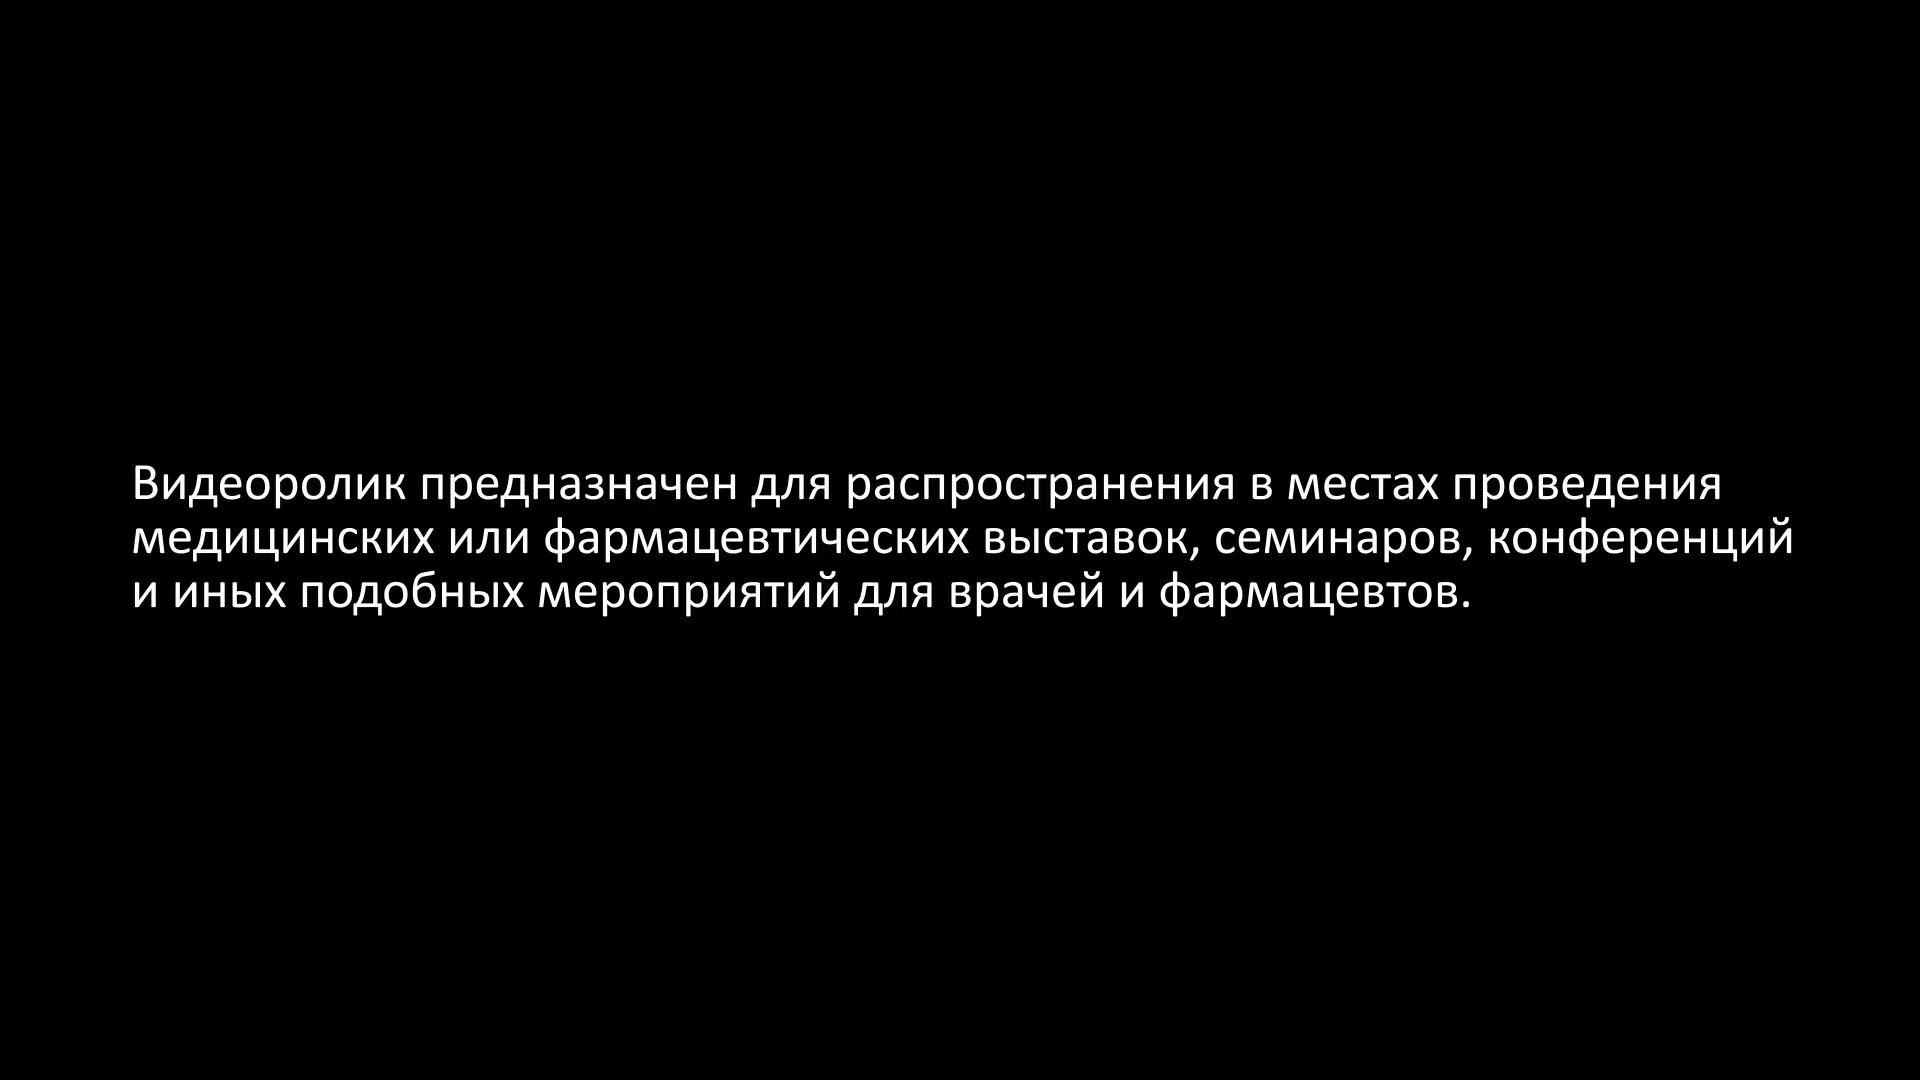 Видеоролик предназначен для распространения в местах проведения
медицинских или фармацевтических выставок, семинаров, конференций
и иных подобных мероприятий для врачей и фармацевтов.